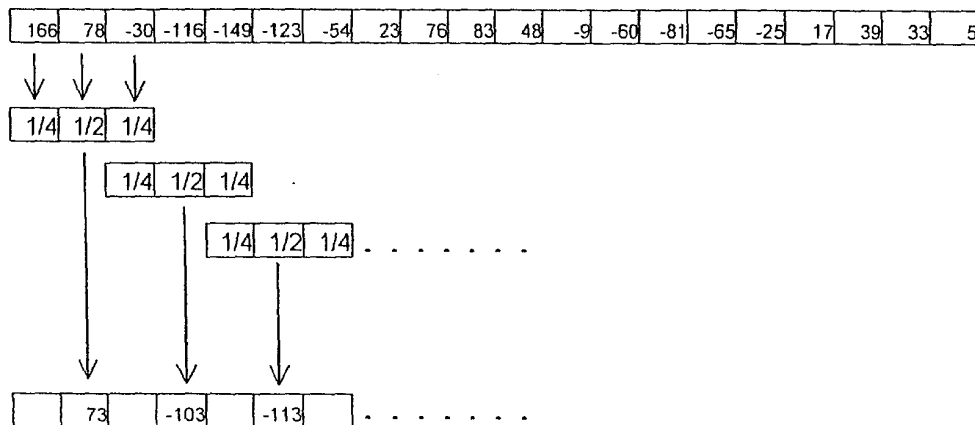 166 78 -30 -116 -149 -123 -54 23 76 83 48 -9 -60 -81 -65 -25 17 39 33 5
1/4 1/2 1/4
1/4 1/2 1/4
1/4 1/2 1/4 . . . . . . .
73 -103 -113 . . . . . . .